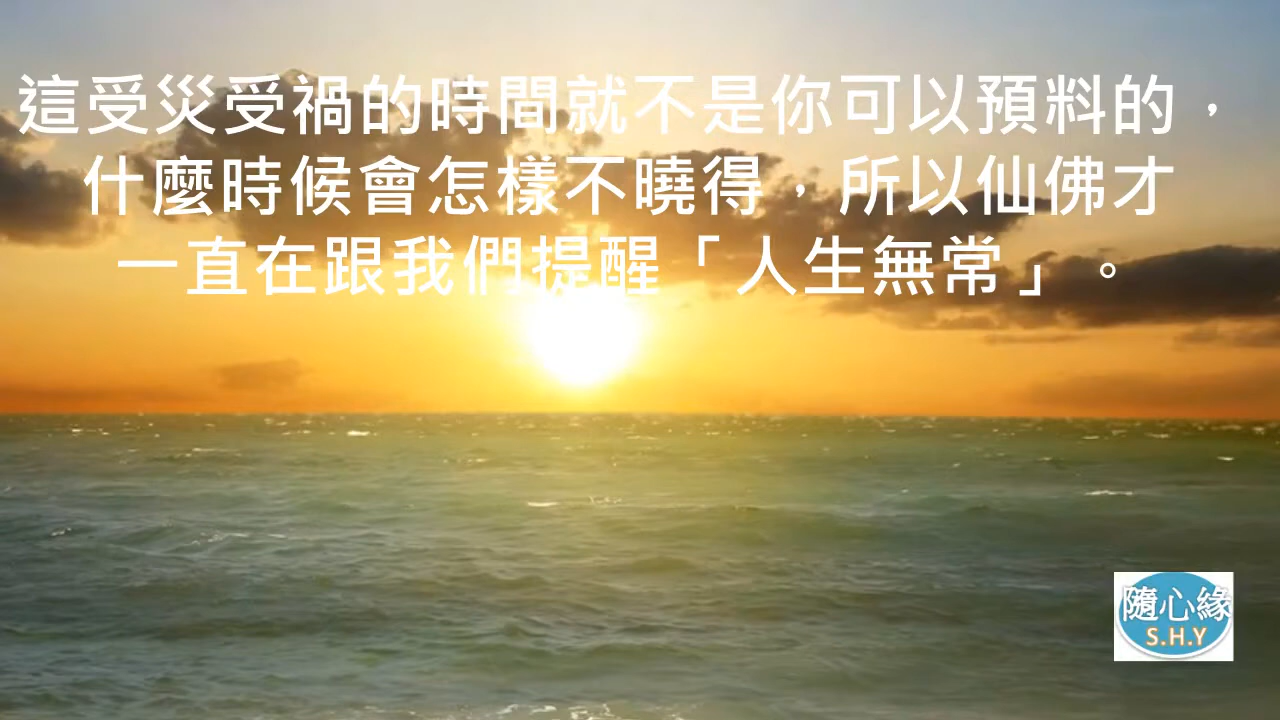 這受災受禍的時間就不是你可以預料的，
什麼時候會怎樣不曉得，所以仙佛才
一直在跟我們提醒「人生無常」。
隨心緣
S.H.Y